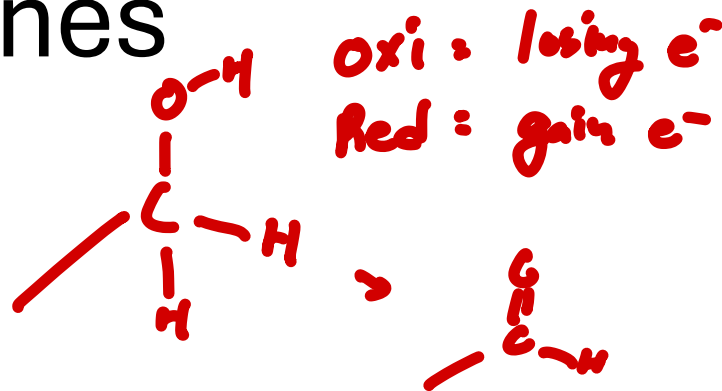 nes
Oxi = losing e⁻
Red = gain e⁻
O-H
C-H
H
C-H